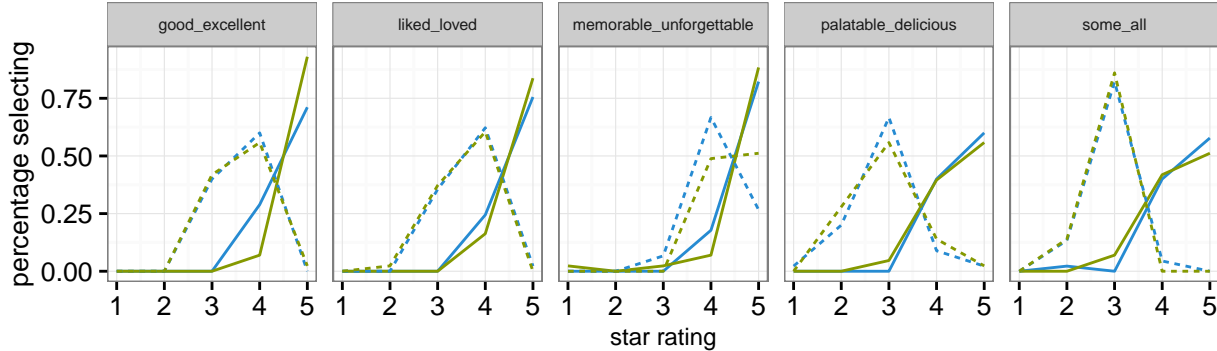 good_excellent liked_loved memorable_unforgettable palatable_delicious some_all
percentage selecting
0.75
0.50
0.25
0.00
1 2 3 4 5 1 2 3 4 5 1 2 3 4 5 1 2 3 4 5 1 2 3 4 5
star rating